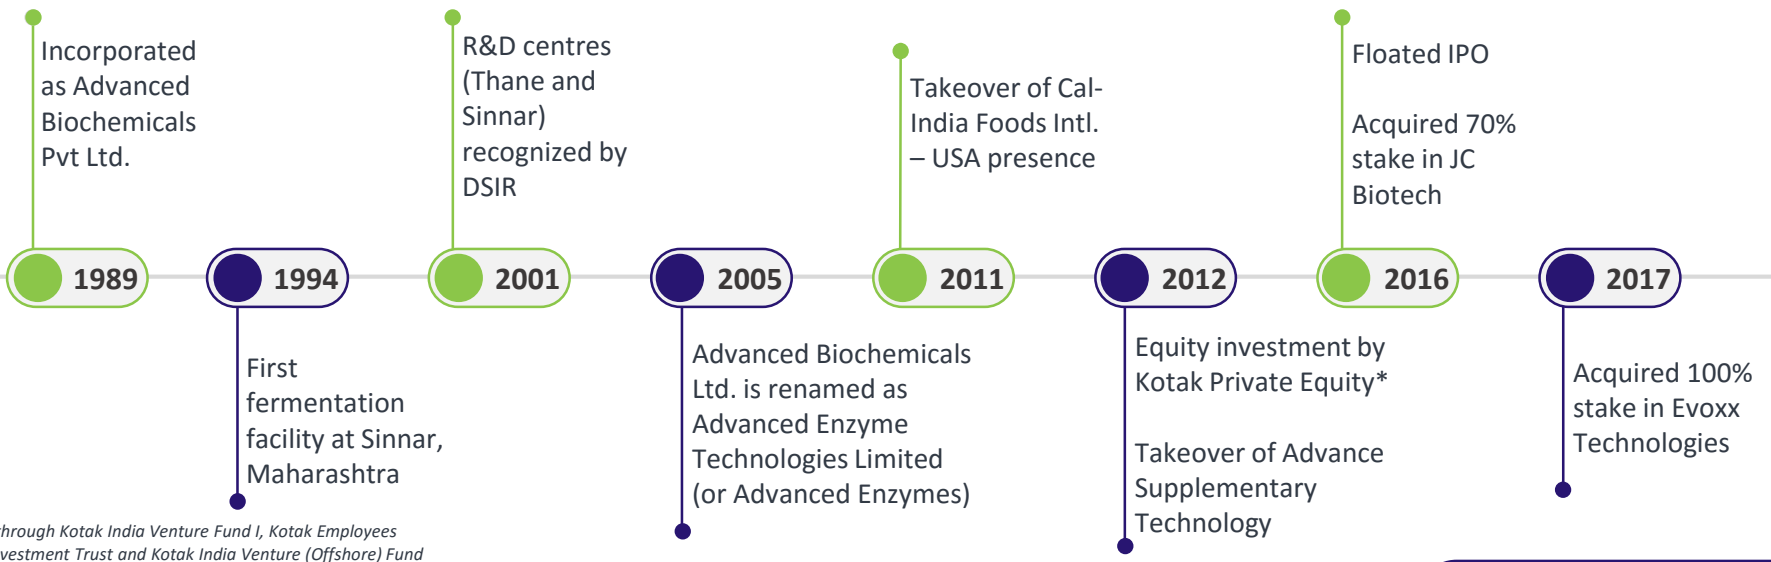 Incorporated
as Advanced
Biochemicals
Pvt Ltd.
R&D centres
(Thane and
Sinnar)
recognized by
DSIR
Takeover of Cal-
India Foods Intl.
– USA presence
Floated IPO
Acquired 70%
stake in JC
Biotech
1989
1994
2001
2005
2011
2012
2016
2017
First
fermentation
facility at Sinnar,
Maharashtra
Advanced Biochemicals
Ltd. is renamed as
Advanced Enzyme
Technologies Limited
(or Advanced Enzymes)
Equity investment by
Kotak Private Equity*
Takeover of Advance
Supplementary
Technology
Acquired 100%
stake in Evoxx
Technologies
through Kotak India Venture Fund I, Kotak Employees
vestment Trust and Kotak India Venture (Offshore) Fund